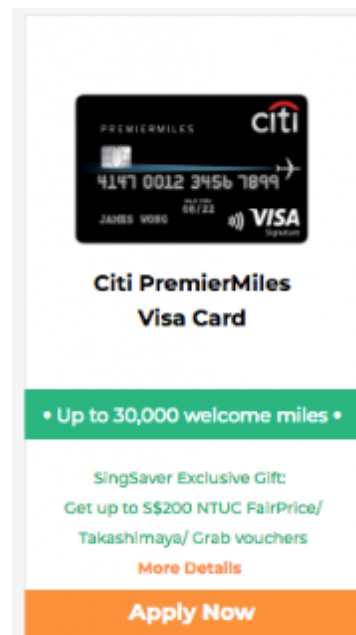 PREMIERMILES
citi
4147 0012 3456 7899
08/22
JAMES WONG
VISA
Signature
Citi PremierMiles
Visa Card
• Up to 30,000 welcome miles •
SingSaver Exclusive Gift:
Get up to S$200 NTUC FairPrice/
Takashimaya/ Grab vouchers
More Details
Apply Now